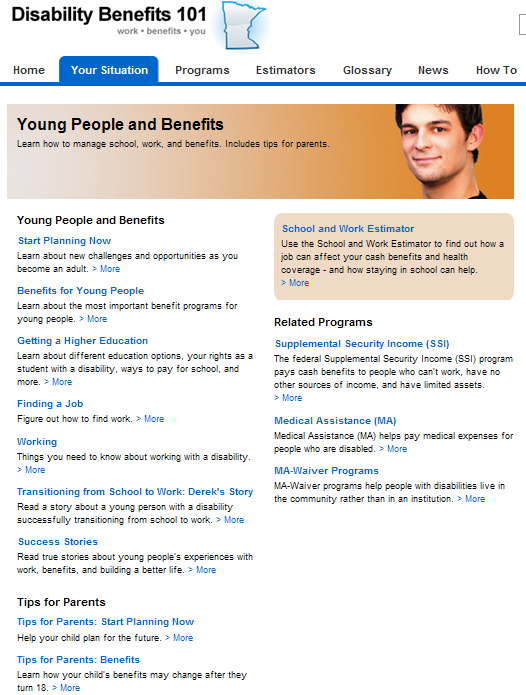 Disability Benefits 101
work • benefits • you
Home Your Situation Programs Estimators Glossary News How To
Young People and Benefits
Learn how to manage school, work, and benefits. Includes tips for parents.
Young People and Benefits
Start Planning Now
Learn about new challenges and opportunities as you
become an adult. > More
Benefits for Young People
Learn about the most important benefit programs for
young people. > More
Getting a Higher Education
Learn about different education options, your rights as a
student with a disability, ways to pay for school, and
more. > More
Finding a Job
Figure out how to find work. > More
Working
Things you need to know about working with a disability.
> More
Transitioning from School to Work: Derek's Story
Read a story about a young person with a disability
successfully transitioning from school to work. > More
Success Stories
Read true stories about young people's experiences with
work, benefits, and building a better life. > More
Tips for Parents
Tips for Parents: Start Planning Now
Help your child plan for the future. > More
Tips for Parents: Benefits
Learn how your child's benefits may change after they
turn 18. > More
School and Work Estimator
Use the School and Work Estimator to find out how a
job can affect your cash benefits and health
coverage - and how staying in school can help.
> More
Related Programs
Supplemental Security Income (SSI)
The federal Supplemental Security Income (SSI) program
pays cash benefits to people who can't work, have no
other sources of income, and have limited assets.
> More
Medical Assistance (MA)
Medical Assistance (MA) helps pay medical expenses for
people who are disabled. > More
MA-Waiver Programs
MA-Waiver programs help people with disabilities live in
the community rather than in an institution. > More